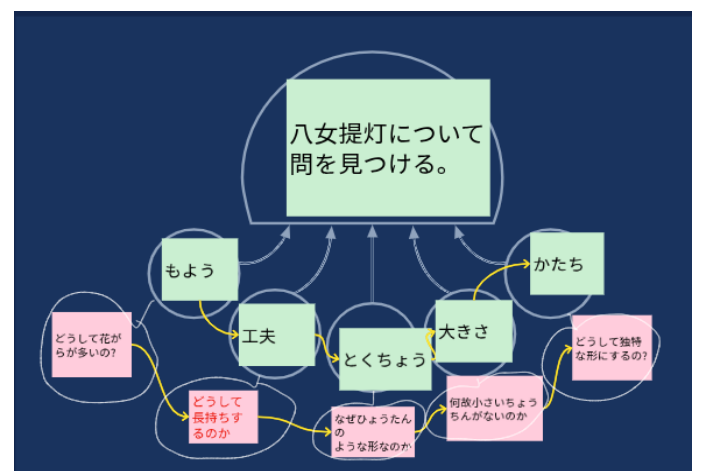 八女提灯について
問を見つける。
もよう
工夫
とくちょう
大きさ
かたち
どうして花が
らが多いの?
どうして
長持ちす
るのか
なぜひょうたん
の
ような形なのか
何故小さいちょう
ちんがないのか
どうして独特
な形にするの?